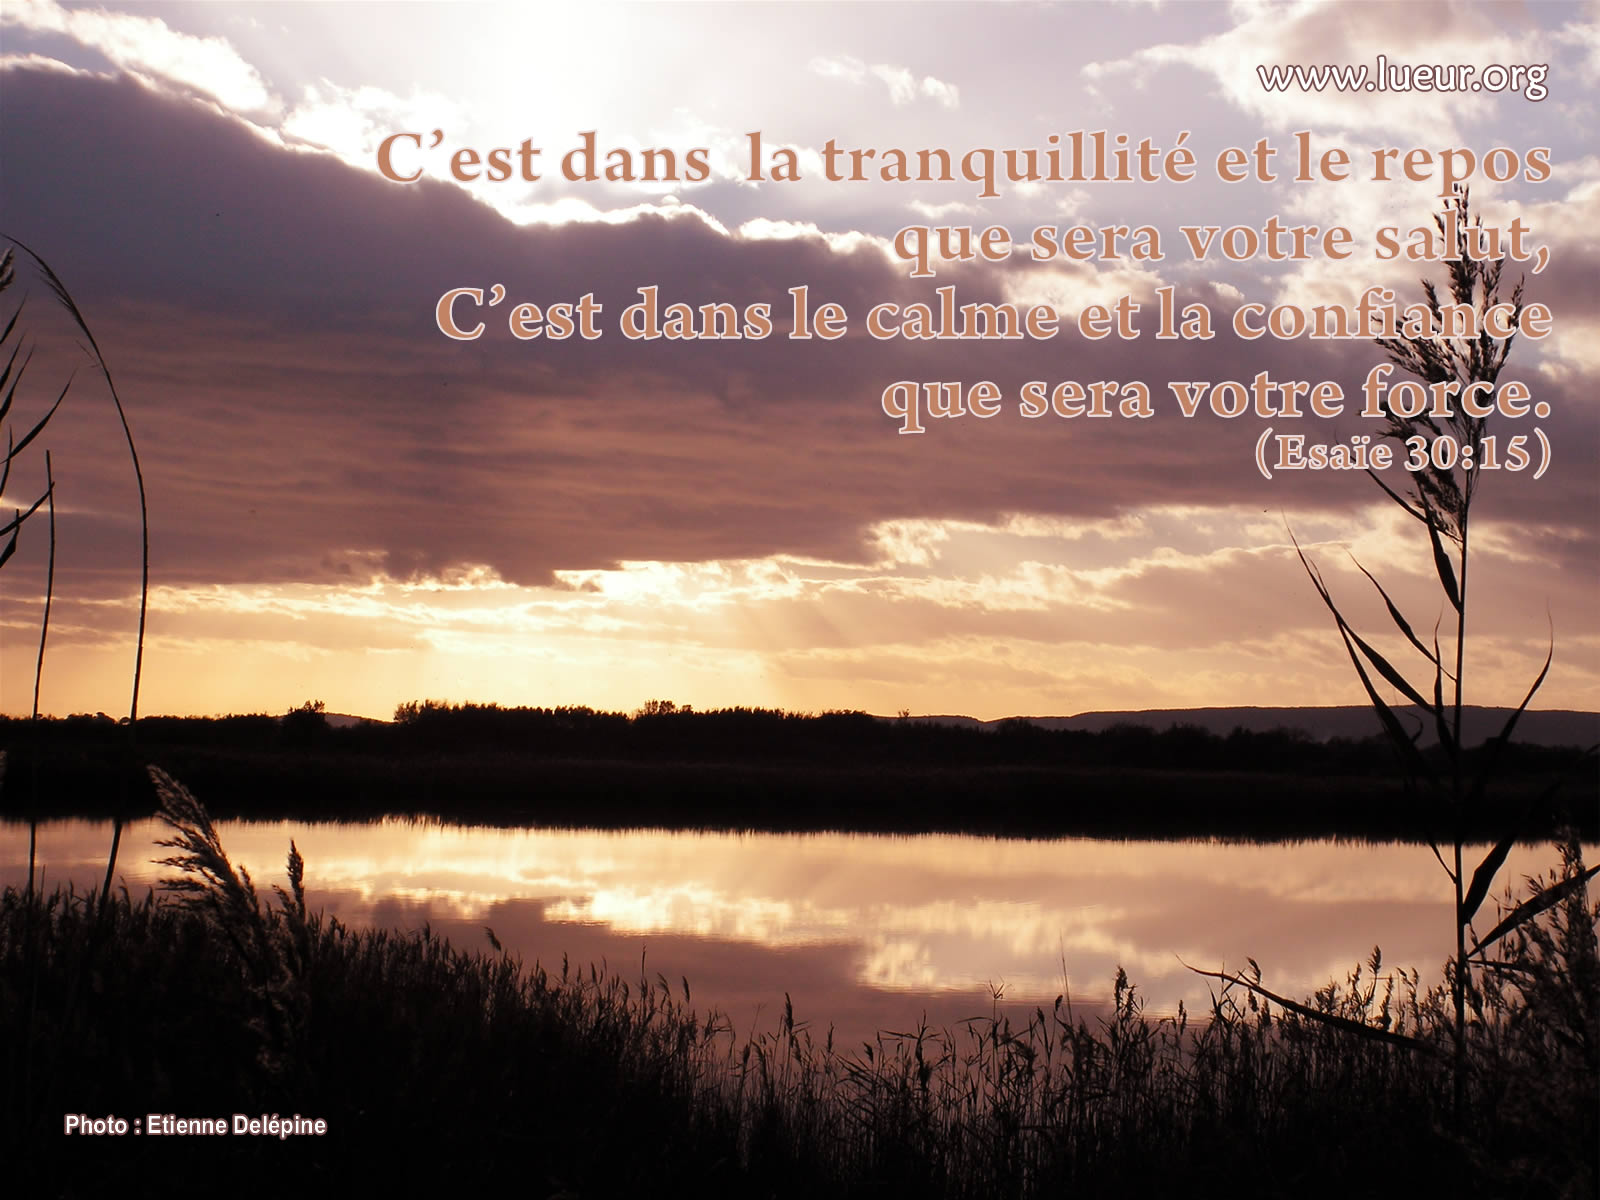 www.lueur.org
C’est dans la tranquillité et le repos
que sera votre salut,
C’est dans le calme et la confiance
que sera votre force.
(Esaïe 30:15)
Photo : Etienne Delépine